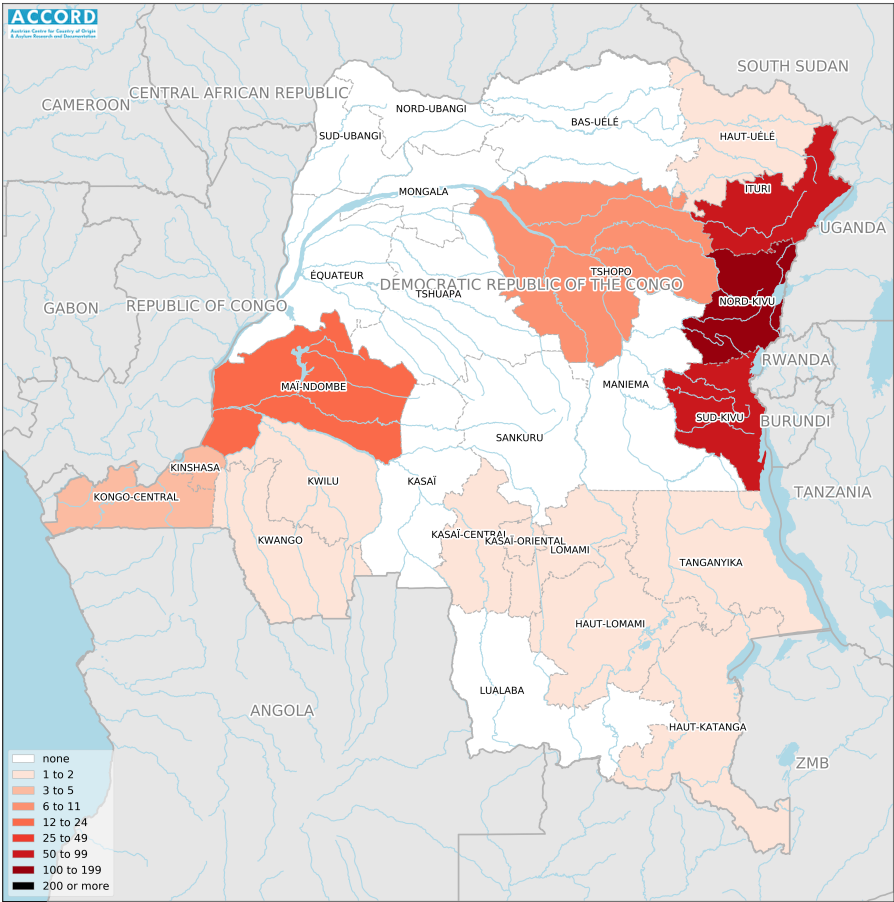 ACCORD
Austrian Centre for Country of Origin
& Asylum Research and Documentation
SOUTH SUDAN
CENTRAL AFRICAN REPUBLIC
CAMEROON
NORD-UBANGI
BAS-UÉLÉ
SUD-UBANGI
HAUT-UÉLÉ
MONGALA
ITURI
UGANDA
ÉQUATEUR
TSHOPO
DEMOCRATIC REPUBLIC OF THE CONGO
TSHUAPA
NORD-KIVU
GABON
REPUBLIC OF CONGO
RWANDA
MAÏ-NDOMBE
MANIEMA
SUD-KIVU
BURUNDI
SANKURU
KINSHASA
KWILU
KASAÏ
KONGO-CENTRAL
TANZANIA
KASAÏ-CENTRAL
KASAÏ-ORIENTAL
KWANGO
LOMAMI
TANGANYIKA
HAUT-LOMAMI
LUALABA
ANGOLA
HAUT-KATANGA
ZMB
none
1 to 2
3 to 5
6 to 11
12 to 24
25 to 49
50 to 99
100 to 199
200 or more